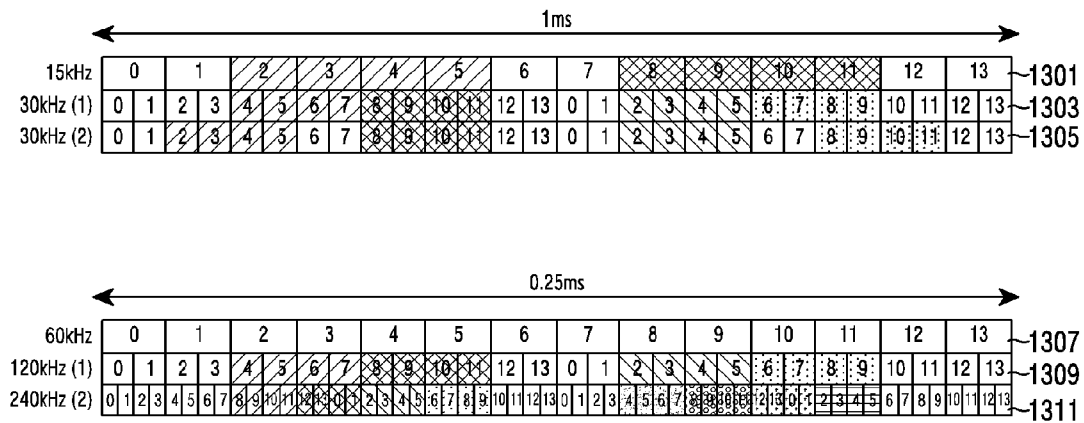 1ms
15kHz 0 1 2 3 4 5 6 7 8 9 10 11 12 13 1301
30kHz (1) 0 1 2 3 4 5 6 7 8 9 10 11 12 13 0 1 2 3 4 5 6 7 8 9 10 11 12 13 1303
30kHz (2) 0 1 2 3 4 5 6 7 8 9 10 11 12 13 0 1 2 3 4 5 6 7 8 9 10 11 12 13 1305
0.25ms
60kHz 0 1 2 3 4 5 6 7 8 9 10 11 12 13 1307
120kHz (1) 0 1 2 3 4 5 6 7 8 9 10 11 12 13 0 1 2 3 4 5 6 7 8 9 10 11 12 13 1309
240kHz (2) 0 1 2 3 4 5 6 7 8 9 10 11 12 13 0 1 2 3 4 5 6 7 8 9 10 11 12 13 0 1 2 3 4 5 6 7 8 9 10 11 12 13 0 1 2 3 4 5 6 7 8 9 10 11 12 13 1311